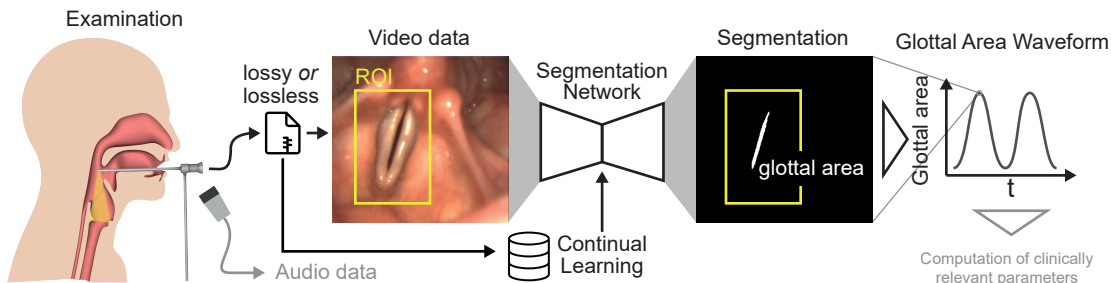 Examination
Video data
Segmentation
Glottal Area Waveform
lossy or
lossless
ROI
Segmentation
Network
glottal area
Glottal area
t
Audio data
Continual
Learning
Computation of clinically
relevant parameters